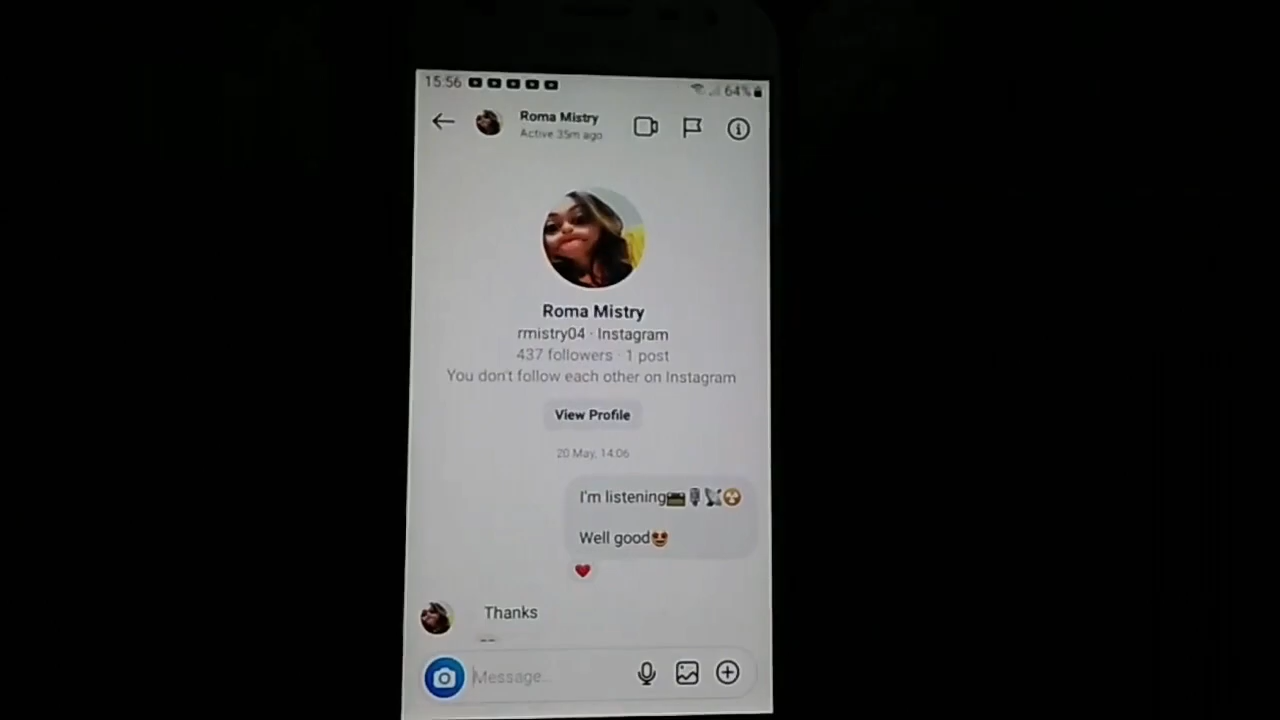 15:56
64%
Roma Mistry
Active 35m ago
Roma Mistry
rmistry04 · Instagram
437 followers · 1 post
You don't follow each other on Instagram
View Profile
20 May, 14:06
I'm listening📟🎙📡☢
Well good😍
❤
Thanks
Message...